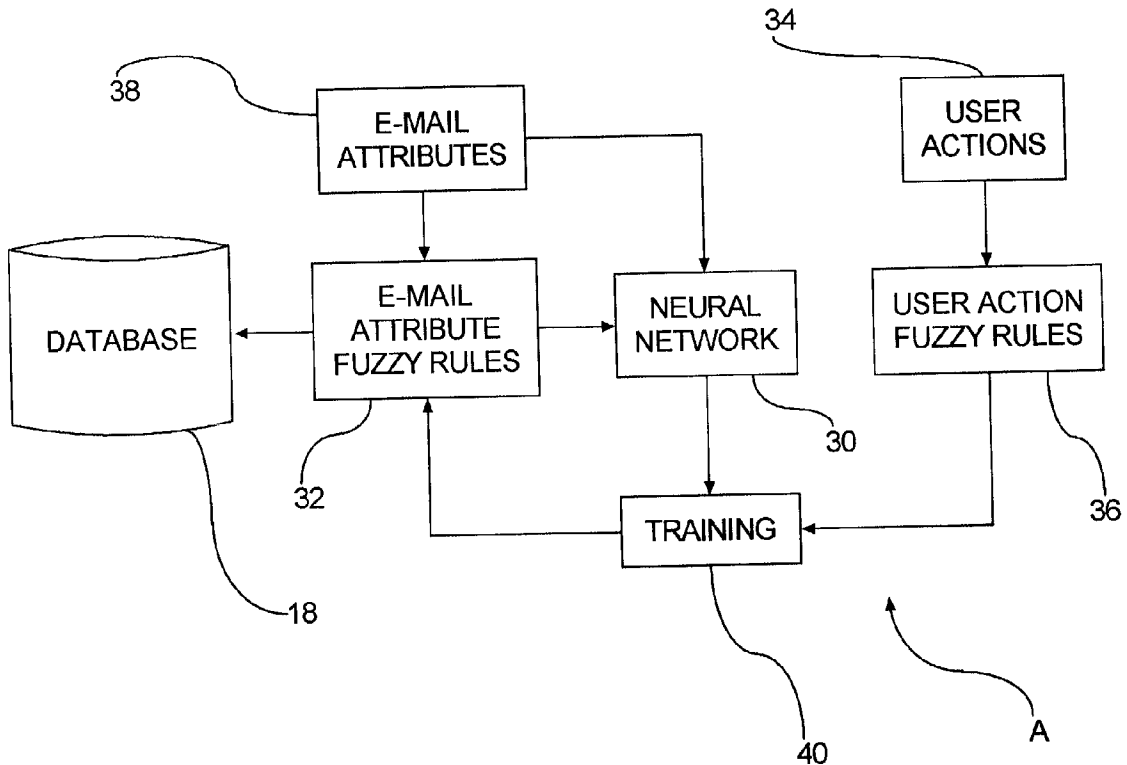 34
38
E-MAIL
ATTRIBUTES
USER
ACTIONS
DATABASE
E-MAIL
ATTRIBUTE
FUZZY RULES
NEURAL
NETWORK
USER ACTION
FUZZY RULES
32
30
36
TRAINING
18
40
A